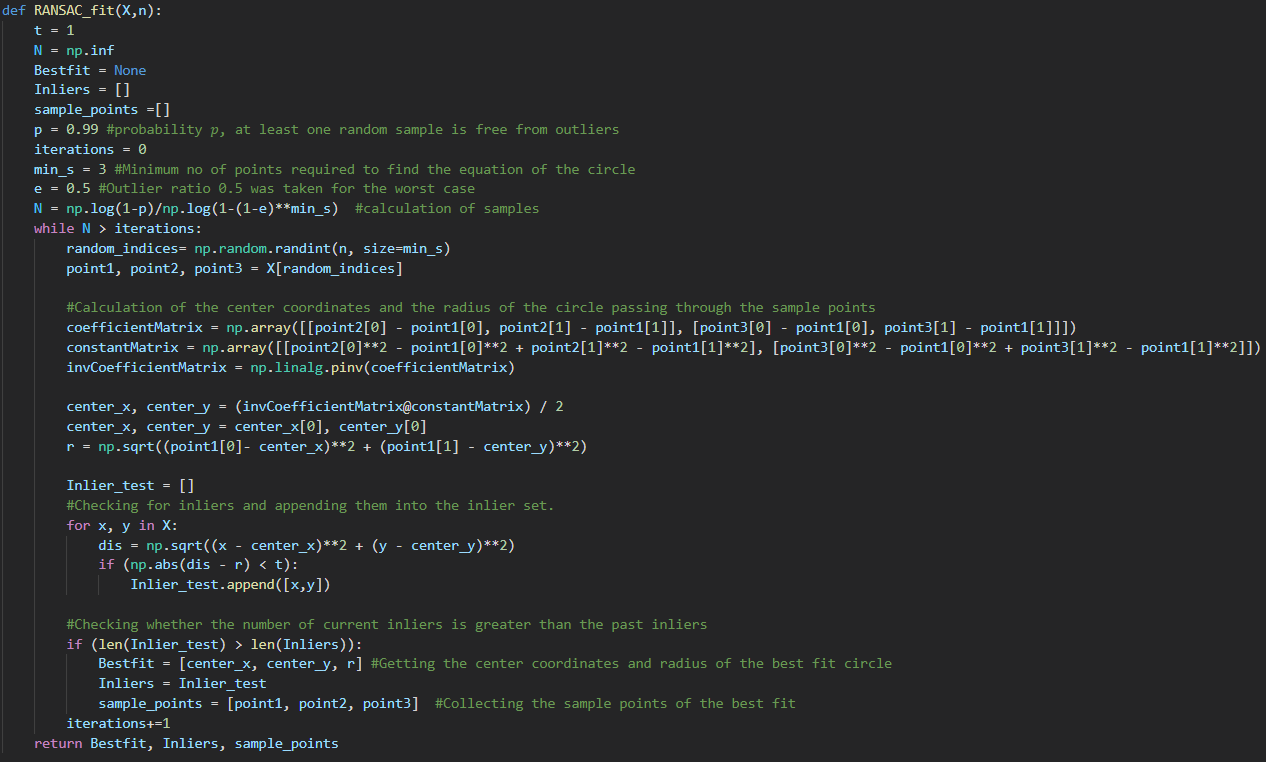 def RANSAC_fit(X,n):
    t = 1
    N = np.inf
    Bestfit = None
    Inliers = []
    sample_points =[]
    p = 0.99 #probability p, at least one random sample is free from outliers
    iterations = 0
    min_s = 3 #Minimum no of points required to find the equation of the circle
    e = 0.5 #Outlier ratio 0.5 was taken for the worst case
    N = np.log(1-p)/np.log(1-(1-e)**min_s)  #calculation of samples
    while N > iterations:
        random_indices= np.random.randint(n, size=min_s)
        point1, point2, point3 = X[random_indices]

        #Calculation of the center coordinates and the radius of the circle passing through the sample points
        coefficientMatrix = np.array([[point2[0] - point1[0], point2[1] - point1[1]], [point3[0] - point1[0], point3[1] - point1[1]]])
        constantMatrix = np.array([[point2[0]**2 - point1[0]**2 + point2[1]**2 - point1[1]**2], [point3[0]**2 - point1[0]**2 + point3[1]**2 - point1[1]**2]])
        invCoefficientMatrix = np.linalg.pinv(coefficientMatrix)

        center_x, center_y = (invCoefficientMatrix@constantMatrix) / 2
        center_x, center_y = center_x[0], center_y[0]
        r = np.sqrt((point1[0]- center_x)**2 + (point1[1] - center_y)**2)

        Inlier_test = []
        #Checking for inliers and appending them into the inlier set.
        for x, y in X:
            dis = np.sqrt((x - center_x)**2 + (y - center_y)**2)
            if (np.abs(dis - r) < t):
                Inlier_test.append([x,y])

        #Checking whether the number of current inliers is greater than the past inliers
        if (len(Inlier_test) > len(Inliers)):
            Bestfit = [center_x, center_y, r] #Getting the center coordinates and radius of the best fit circle
            Inliers = Inlier_test
            sample_points = [point1, point2, point3]  #Collecting the sample points of the best fit
        iterations+=1
    return Bestfit, Inliers, sample_points